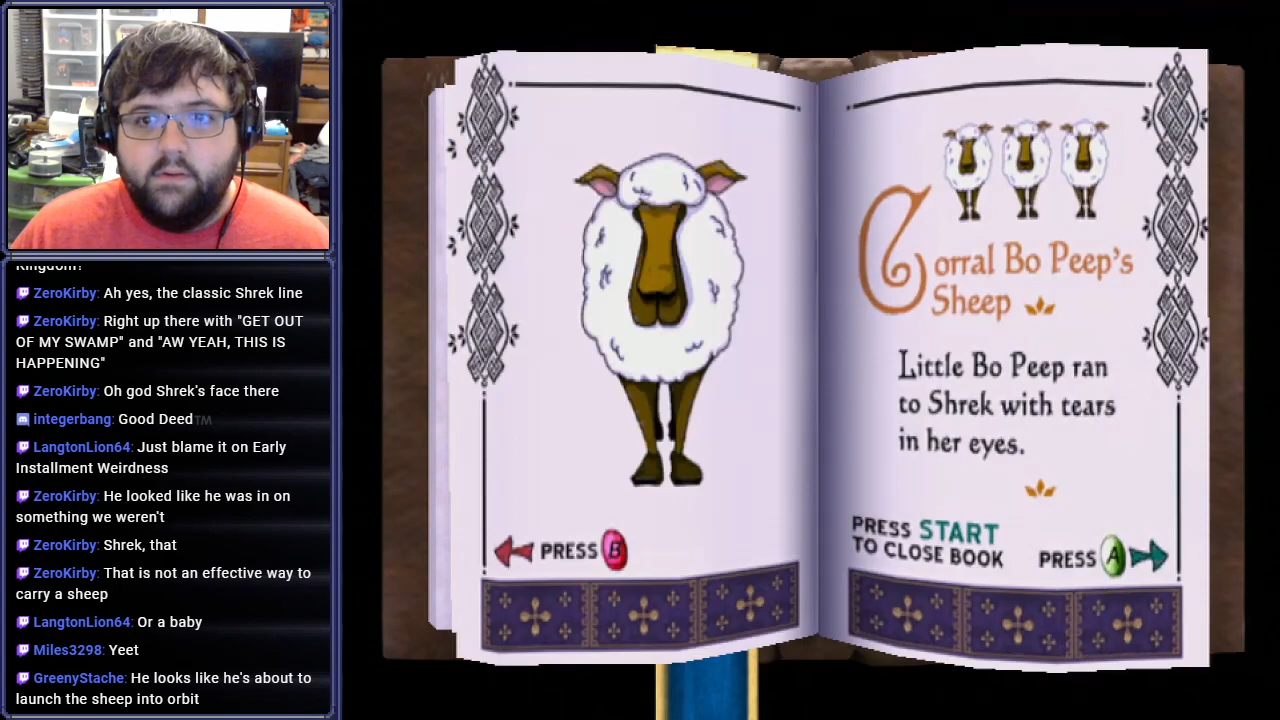 Kingdom?
ZeroKirby: Ah yes, the classic Shrek line
ZeroKirby: Right up there with "GET OUT
OF MY SWAMP" and "AW YEAH, THIS IS
HAPPENING"
ZeroKirby: Oh god Shrek's face there
integerbang: Good Deed™
LangtonLion64: Just blame it on Early
Installment Weirdness
ZeroKirby: He looked like he was in on
something we weren't
ZeroKirby: Shrek, that
ZeroKirby: That is not an effective way to
carry a sheep
LangtonLion64: Or a baby
Miles3298: Yeet
GreenyStache: He looks like he's about to
launch the sheep into orbit
PRESS B
Corral Bo Peep's
Sheep
Little Bo Peep ran
to Shrek with tears
in her eyes.
PRESS START
TO CLOSE BOOK
PRESS A